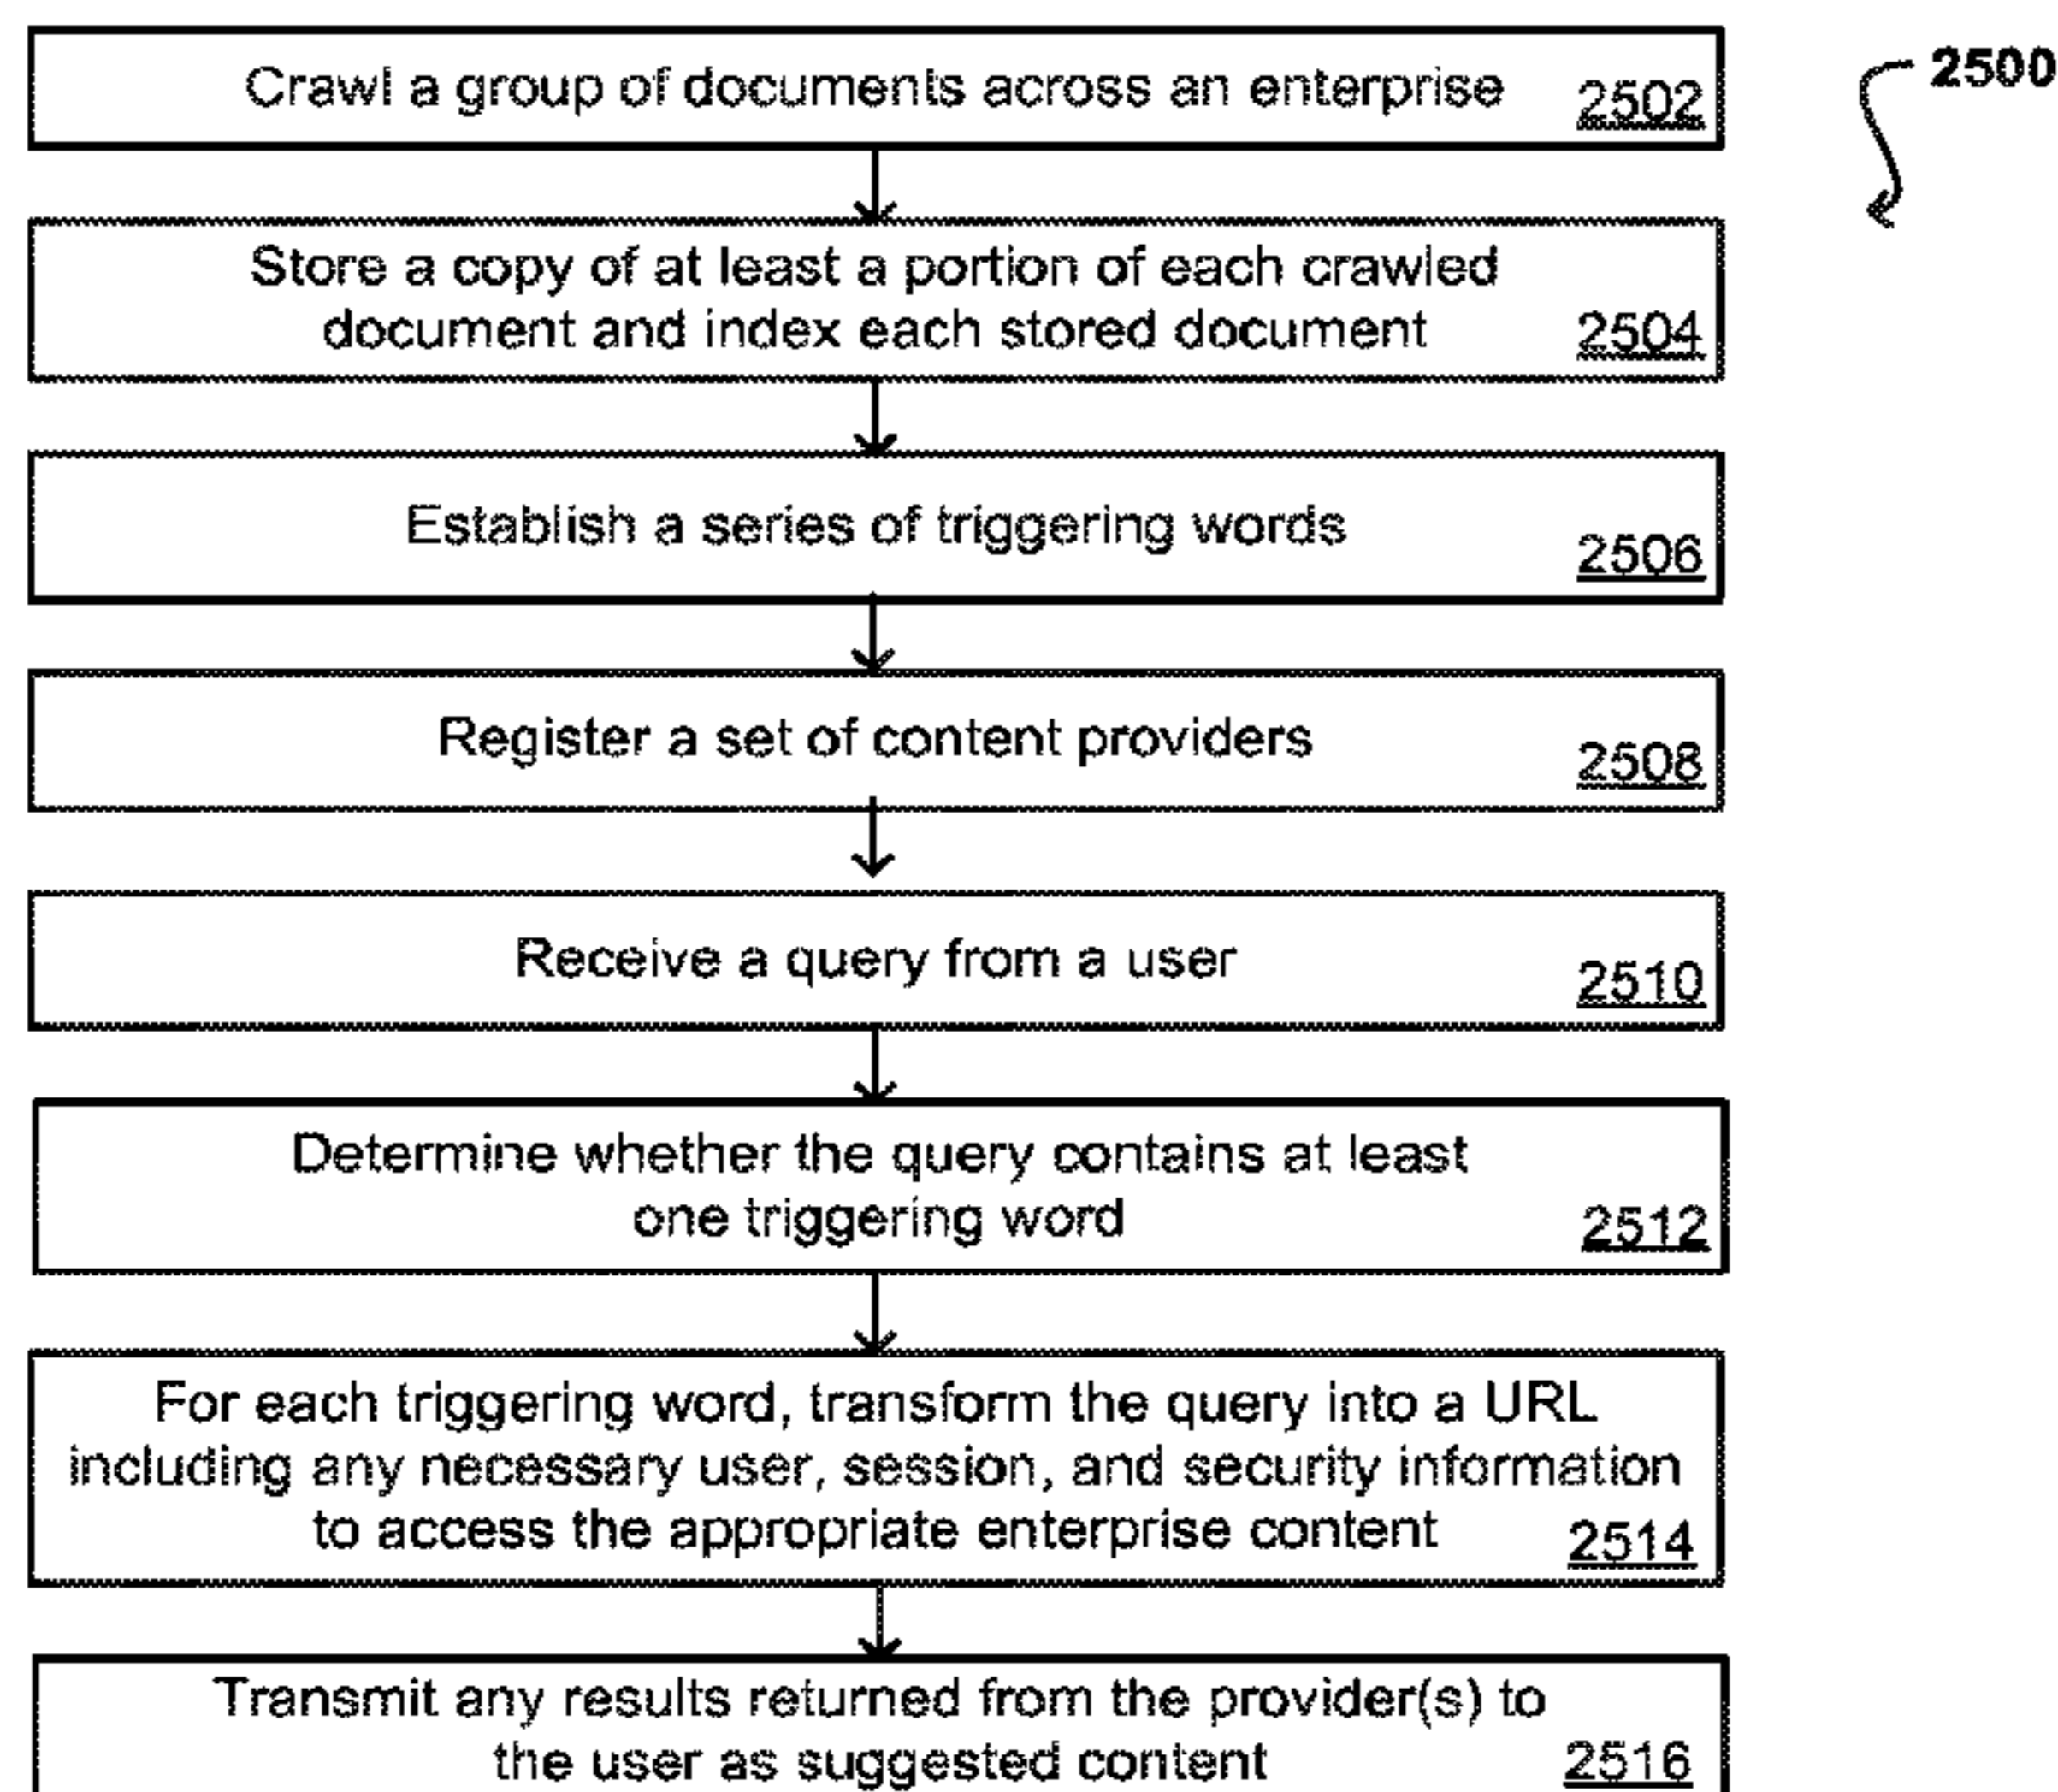 Crawl a group of documents across an enterprise 2502
2500
Store a copy of at least a portion of each crawled
document and index each stored document 2504
Establish a series of triggering words
2506
Register a set of content providers
2508
Receive a query from a user
2510
Determine whether the query contains at least
one triggering word
2512
For each triggering word, transform the query into a URL
including any necessary user, session, and security information
to access the appropriate enterprise content 2514
Transmit any results returned from the provider(s) to
the user as suggested content 2516